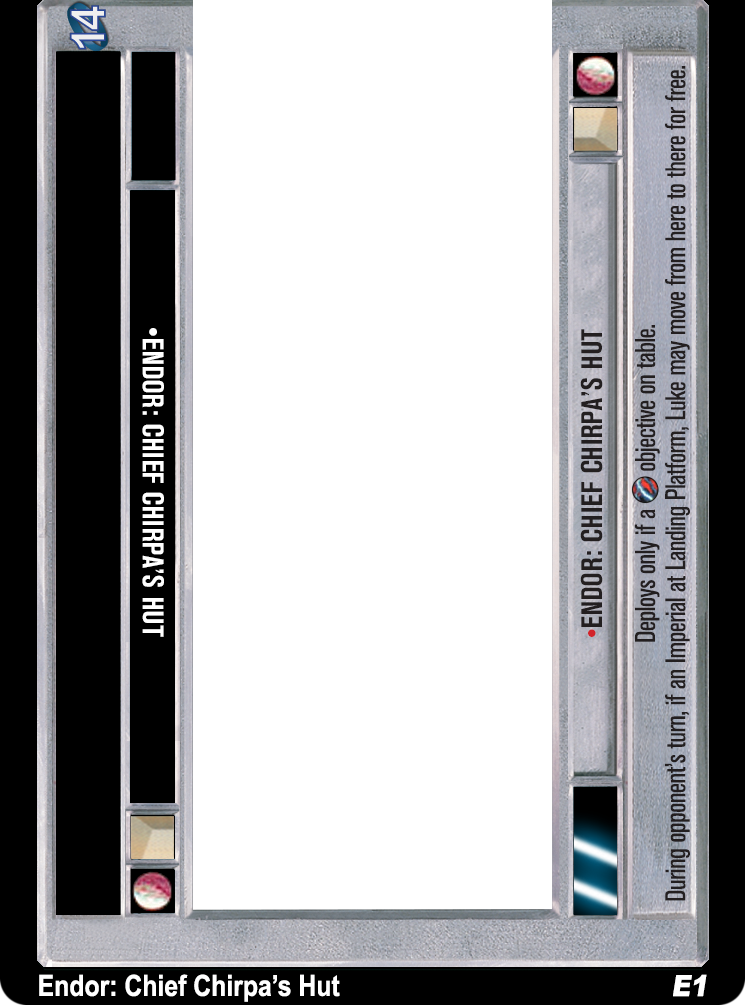 14
•ENDOR: CHIEF CHIRPA'S HUT
•ENDOR: CHIEF CHIRPA'S HUT
Deploys only if a objective on table.
During opponent's turn, if an Imperial at Landing Platform, Luke may move from here to there for free.
Endor: Chief Chirpa's Hut
E1